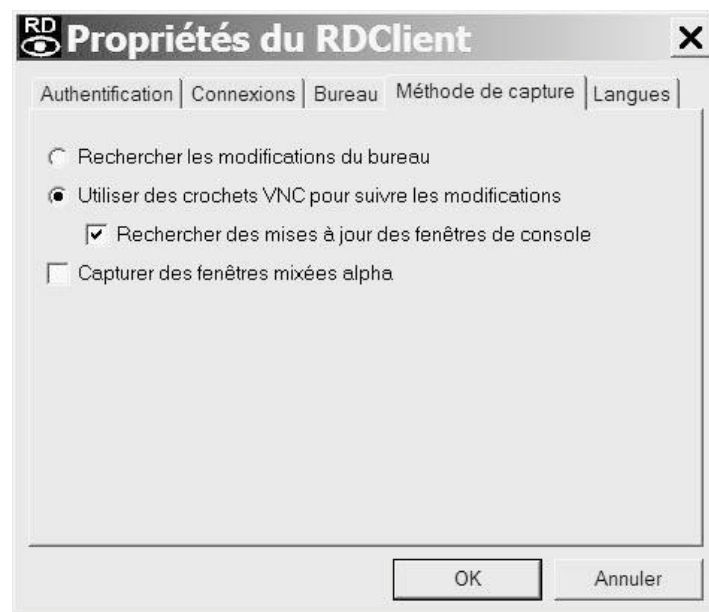 RD
Propriétés du RDClient
Authentification Connexions Bureau Méthode de capture Langues
Rechercher les modifications du bureau
Utiliser des crochets VNC pour suivre les modifications
Rechercher des mises à jour des fenêtres de console
Capturer des fenêtres mixées alpha
OK Annuler